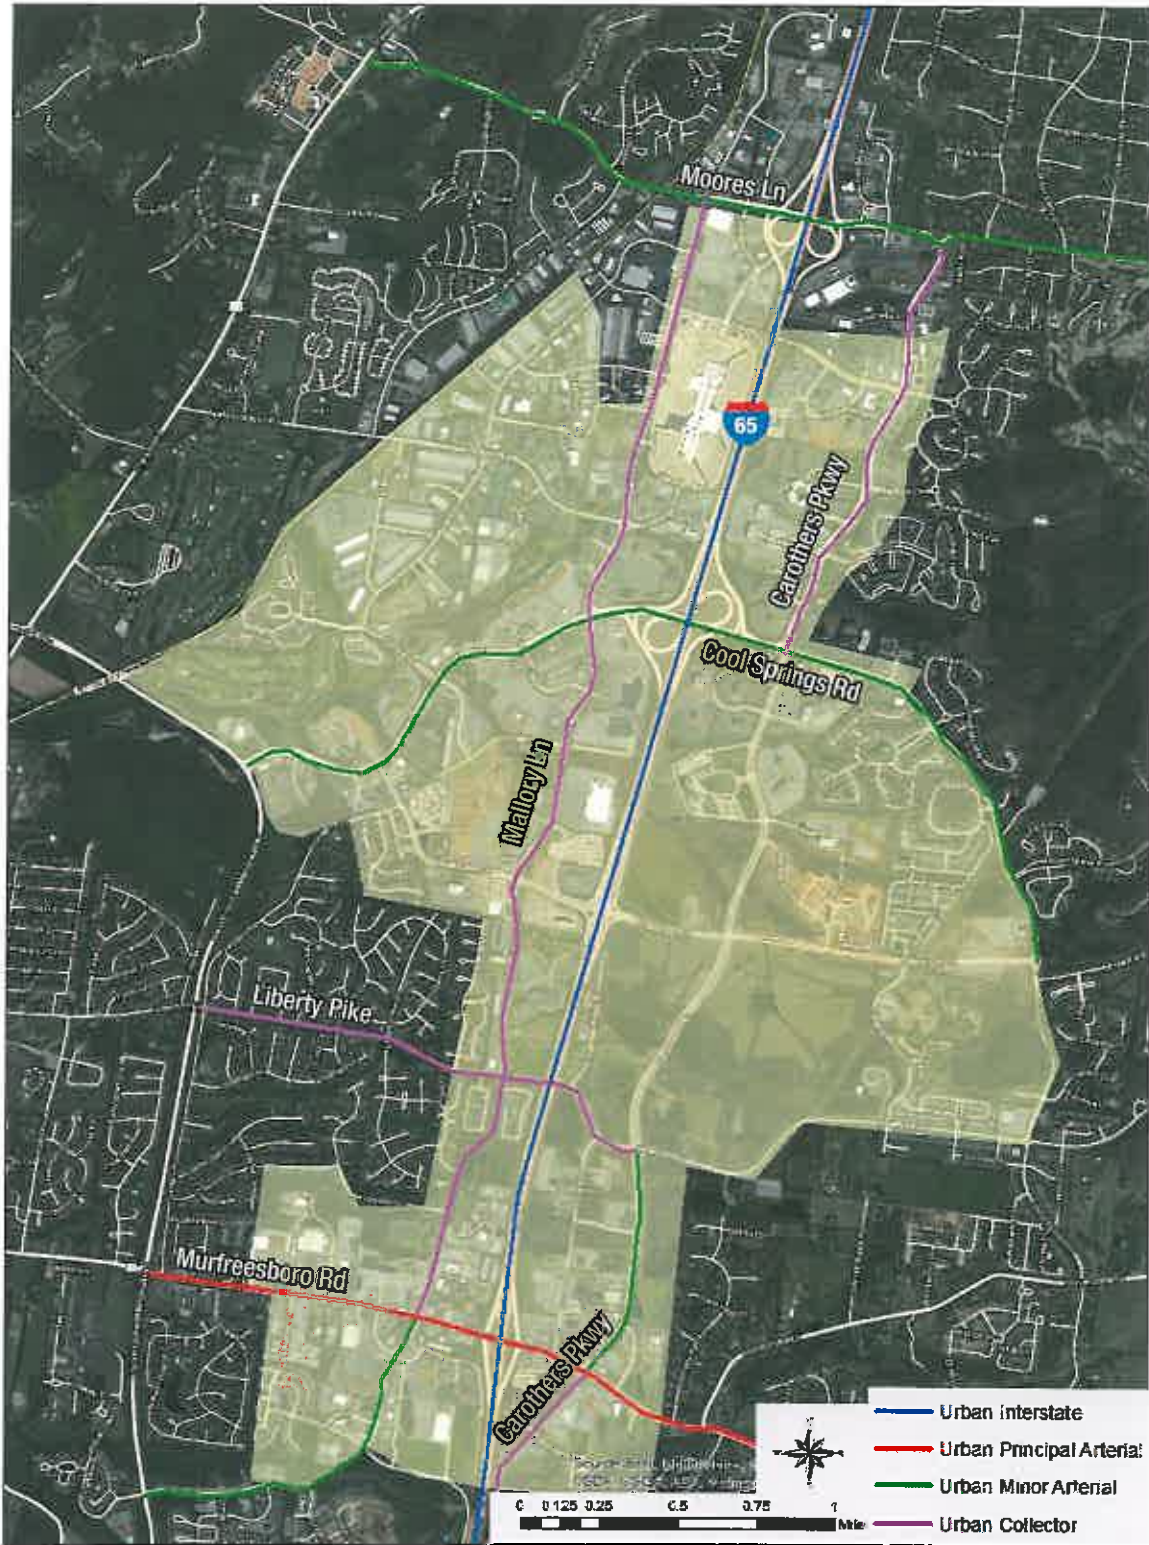 Moores Ln
65
Carothers Pkwy
Cool Springs Rd
Mallory Ln
Liberty Pike
Murfreesboro Rd
Carothers Pkwy
Urban Interstate
Urban Principal Arterial
Urban Minor Arterial
Urban Collector
0 0.125 0.25 0.5 0.75 1
Miles